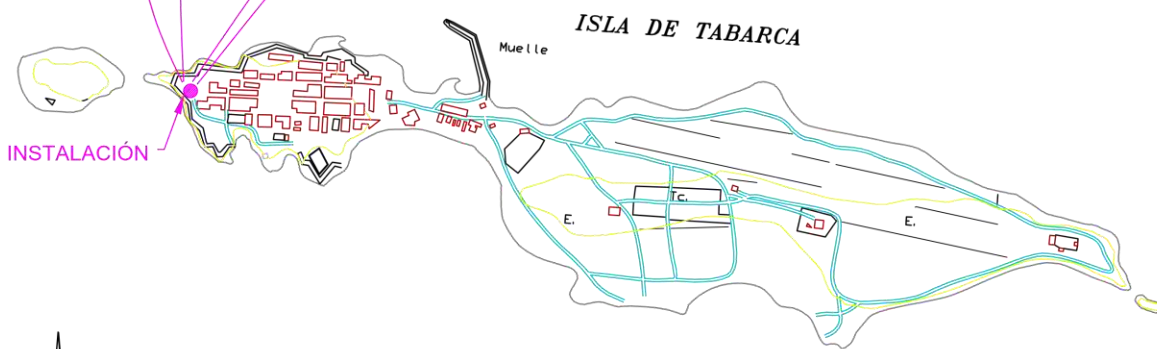 ISLA DE TABARCA
Muelle
INSTALACIÓN
Tc.
E.
E.